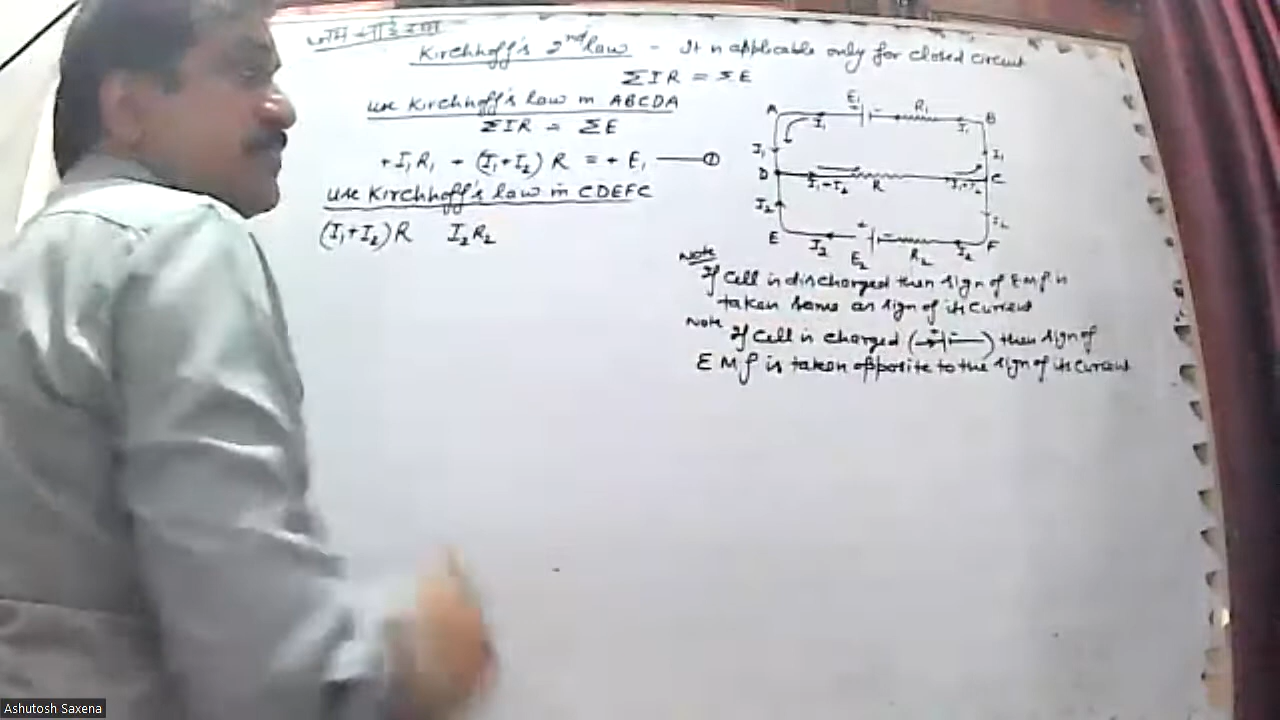 Kirchhoff's 2nd law - It is applicable only for closed circuit
ΣIR = ΣE
use Kirchhoff's law in ABCDA
ΣIR = ΣE
+I₁R₁ + (I₁+I₂) R = + E₁ ①
use Kirchhoff's law in CDEFC
(I₁+I₂)R I₂R₂
A I₁ E₁ R₁ I₁ B
I₁ I₁
D I₁+I₂ R I₁+I₂ C
I₂ I₂
E I₂ E₂ R₂ I₂ F
Note
If Cell is discharged then sign of EMf is
taken same as sign of its Current
Note If Cell is charged ( + - ) then sign of
EMf is taken opposite to the sign of its Current
Ashutosh Saxena